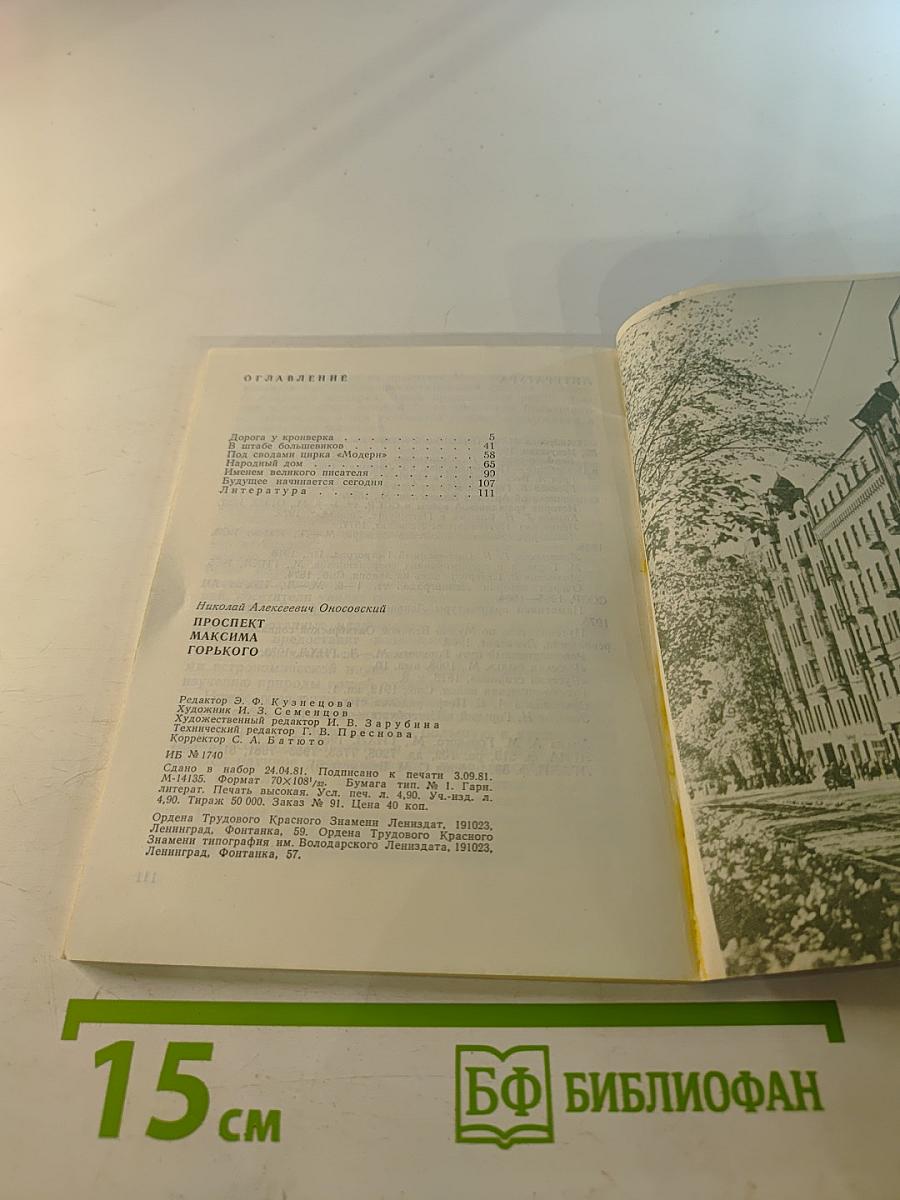 ОГЛАВЛЕНИЕ
Дорога у кронверка . . . . . . . . . . 5
В штабе большевиков . . . . . . . . . . 41
Под сводами цирка «Модерн» . . . . . . . 58
Народный дом . . . . . . . . . . . . 65
Именем великого писателя . . . . . . . . 90
Будущее начинается сегодня . . . . . . . 107
Литература . . . . . . . . . . . . 111
Николай Алексеевич Оносовский
ПРОСПЕКТ
МАКСИМА
ГОРЬКОГО
Редактор Э. Ф. Кузнецова
Художник И. З. Семенцов
Художественный редактор И. В. Зарубина
Технический редактор Г. В. Преснова
Корректор С. А. Батюто
ИБ № 1740
Сдано в набор 24.04.81. Подписано к печати 3.09.81.
М-14135. Формат 70×108¹/₃₂. Бумага тип. № 1. Гарн.
литерат. Печать высокая. Усл. печ. л. 4,90. Уч.-изд. л.
4,90. Тираж 50 000. Заказ № 91. Цена 40 коп.
Ордена Трудового Красного Знамени Лениздат, 191023,
Ленинград, Фонтанка, 59. Ордена Трудового Красного
Знамени типография им. Володарского Лениздата, 191023,
Ленинград, Фонтанка, 57.
15 см
БФ БИБЛИОФАН